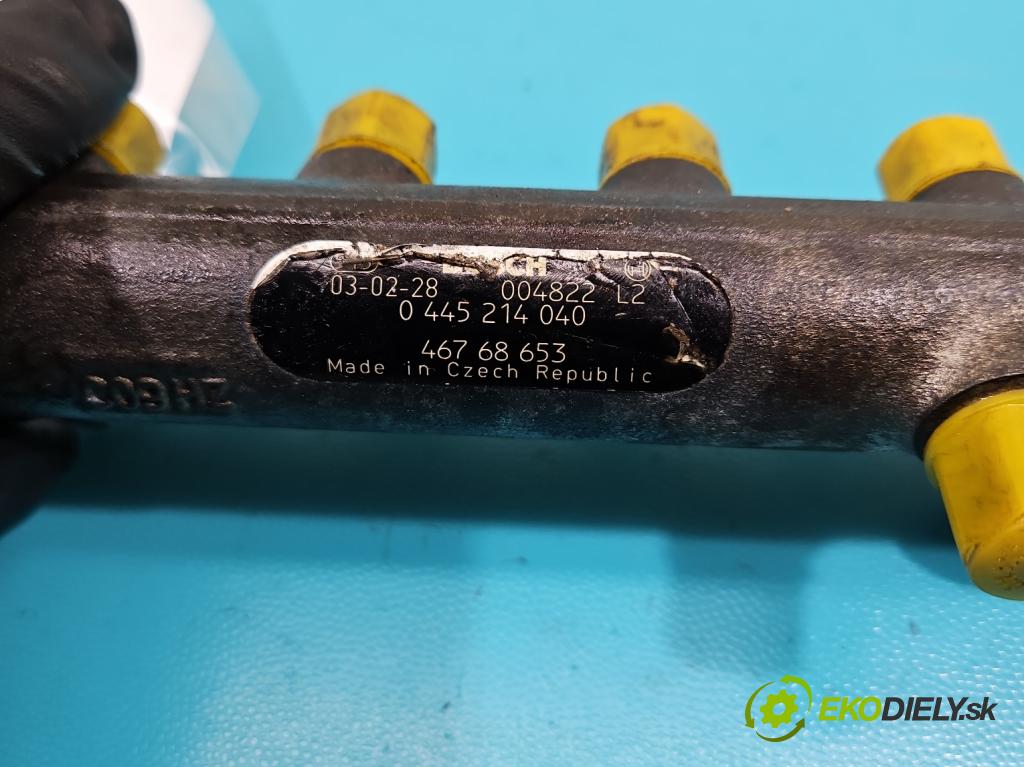 03-02-28 004822 L2
0 445 214 040
467 68 653
Made in Czech Republic
EKODIELY.sk